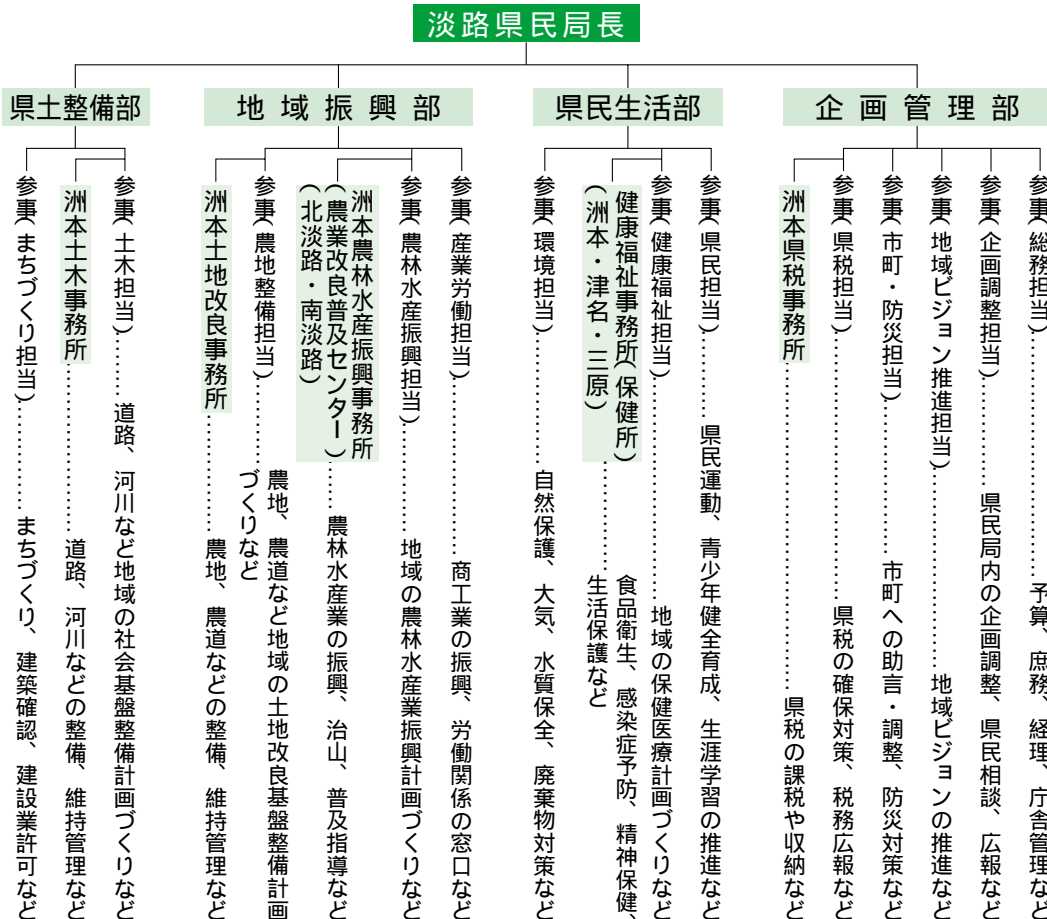 淡路県民局長
企画管理部
参事(総務担当)……………………予算、庶務、経理、庁舎管理など
参事(企画調整担当)……………県民局内の企画調整、県民相談、広報など
参事(地域ビジョン推進担当)……………………地域ビジョンの推進など
参事(市町・防災担当)……………市町への助言・調整、防災対策など
参事(県税担当)……………………県税の確保対策、税務広報など
洲本県税事務所……………………県税の課税や収納など
県民生活部
参事(県民担当)………県民運動、青少年健全育成、生涯学習の推進など
参事(健康福祉担当)……………………地域の保健医療計画づくりなど
健康福祉事務所(保健所)
(洲本・津名・三原)…………食品衛生、感染症予防、精神保健、
生活保護など
参事(環境担当)……………自然保護、大気、水質保全、廃棄物対策など
地域振興部
参事(産業労働担当)……………商工業の振興、労働関係の窓口など
参事(農林水産振興担当)…………地域の農林水産業振興計画づくりなど
洲本農林水産振興事務所
(農業改良普及センター)……農林水産業の振興、治山、普及指導など
(北淡路・南淡路)
参事(農地整備担当)………農地、農道など地域の土地改良基盤整備計画
づくりなど
洲本土地改良事務所……………農地、農道などの整備、維持管理など
県土整備部
参事(土木担当)……道路、河川など地域の社会基盤整備計画づくりなど
洲本土木事務所……………………道路、河川などの整備、維持管理など
参事(まちづくり担当)…………まちづくり、建築確認、建設業許可など